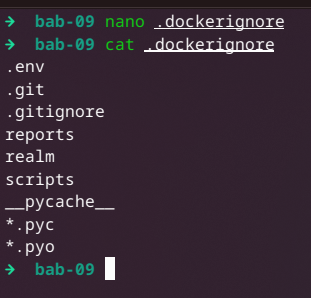 → bab-09 nano .dockerignore
→ bab-09 cat .dockerignore
.env
.git
.gitignore
reports
realm
scripts
__pycache__
*.pyc
*.pyo
→ bab-09